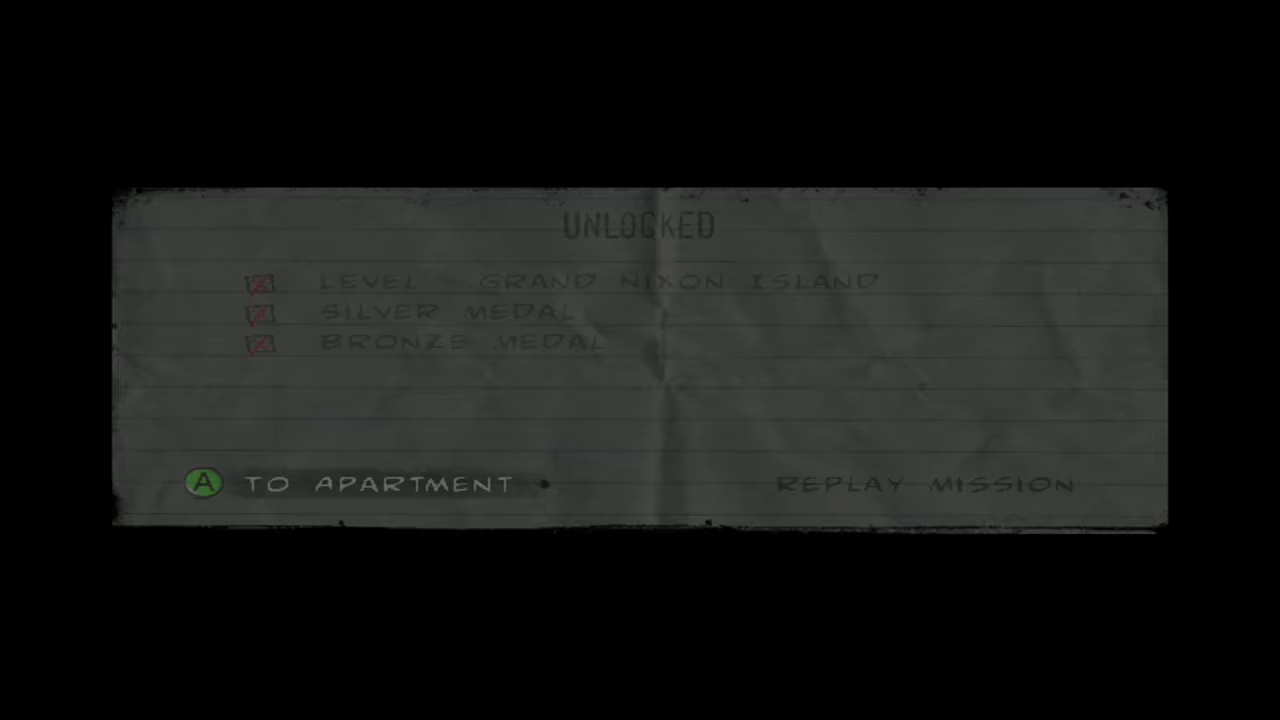 UNLOCKED
LEVEL - GRAND NIXON ISLAND
SILVER MEDAL
BRONZE MEDAL
A TO APARTMENT
REPLAY MISSION